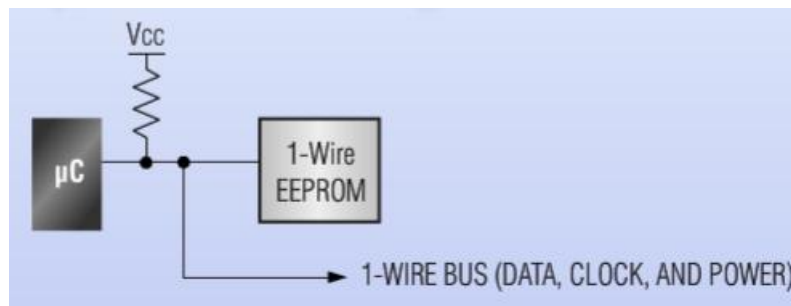 Vcc
µC
1-Wire
EEPROM
1-WIRE BUS (DATA, CLOCK, AND POWER)